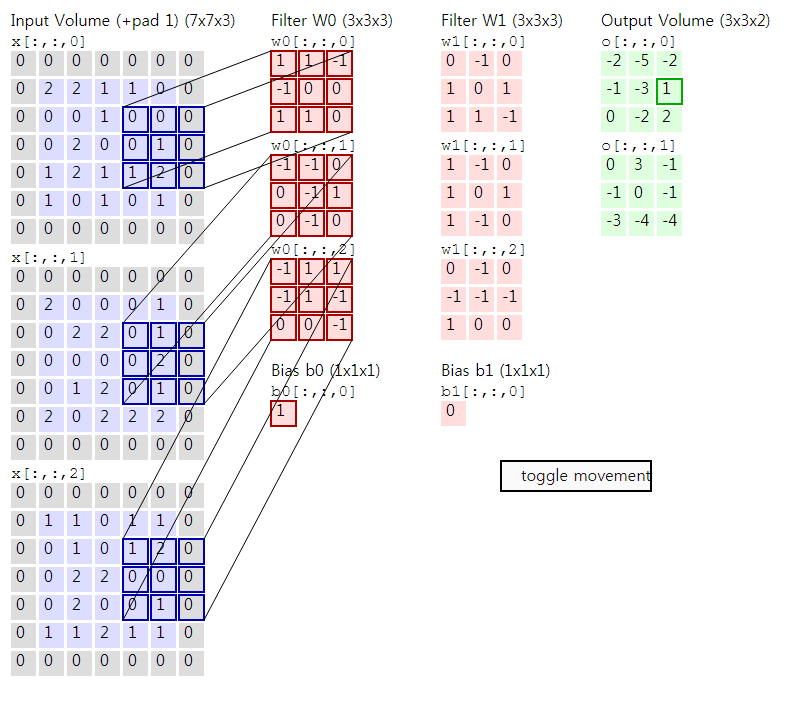 Input Volume (+pad 1) (7x7x3)
x[:,:,0]
0 0 0 0 0 0 0
0 2 2 1 1 0 0
0 0 0 1 0 0 0
0 0 2 0 0 1 0
0 1 2 1 1 2 0
0 1 0 1 0 1 0
0 0 0 0 0 0 0
x[:,:,1]
0 0 0 0 0 0 0
0 2 0 0 0 1 0
0 0 2 2 0 1 0
0 0 0 0 0 2 0
0 0 1 2 0 1 0
0 2 0 2 2 2 0
0 0 0 0 0 0 0
x[:,:,2]
0 0 0 0 0 0 0
0 1 1 0 1 1 0
0 0 1 0 1 2 0
0 0 2 2 0 0 0
0 0 2 0 0 1 0
0 1 1 2 1 1 0
0 0 0 0 0 0 0
Filter W0 (3x3x3)
w0[:,:,0]
1 1 -1
-1 0 0
1 1 0
w0[:,:,1]
-1 -1 0
0 -1 1
0 -1 0
w0[:,:,2]
-1 1 1
-1 1 -1
0 0 -1
Bias b0 (1x1x1)
b0[:,:,0]
1
Filter W1 (3x3x3)
w1[:,:,0]
0 -1 0
1 0 1
1 1 -1
w1[:,:,1]
1 -1 0
1 0 1
1 -1 0
w1[:,:,2]
0 -1 0
-1 -1 -1
1 0 0
Bias b1 (1x1x1)
b1[:,:,0]
0
Output Volume (3x3x2)
o[:,:,0]
-2 -5 -2
-1 -3 1
0 -2 2
o[:,:,1]
0 3 -1
-1 0 -1
-3 -4 -4
toggle movement